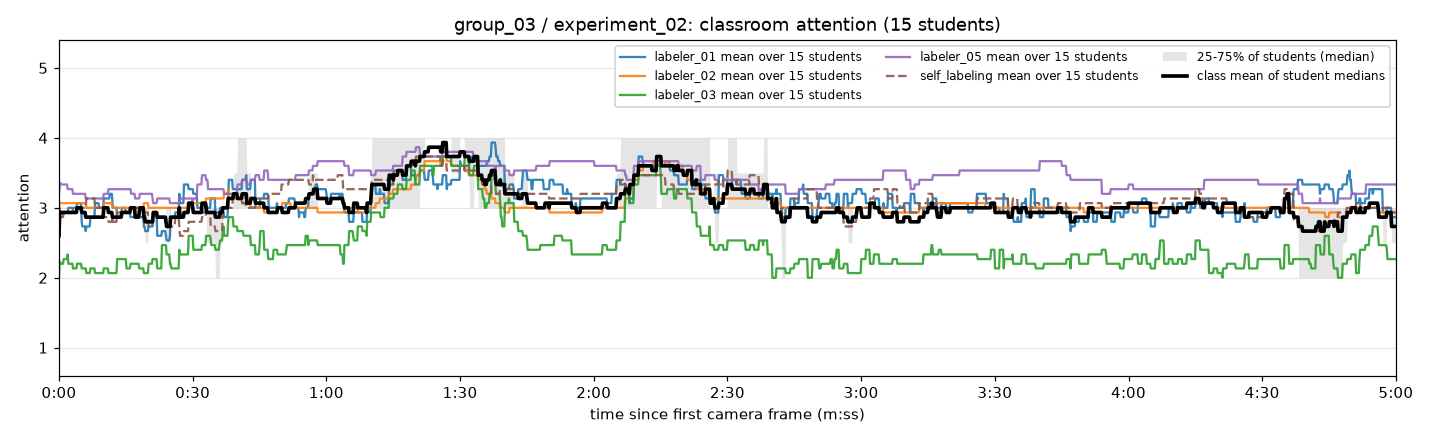 group_03 / experiment_02: classroom attention (15 students)
labeler_01 mean over 15 students
labeler_02 mean over 15 students
labeler_03 mean over 15 students
labeler_05 mean over 15 students
self_labeling mean over 15 students
25-75% of students (median)
class mean of student medians
attention
5
4
3
2
1
0:00 0:30 1:00 1:30 2:00 2:30 3:00 3:30 4:00 4:30 5:00
time since first camera frame (m:ss)